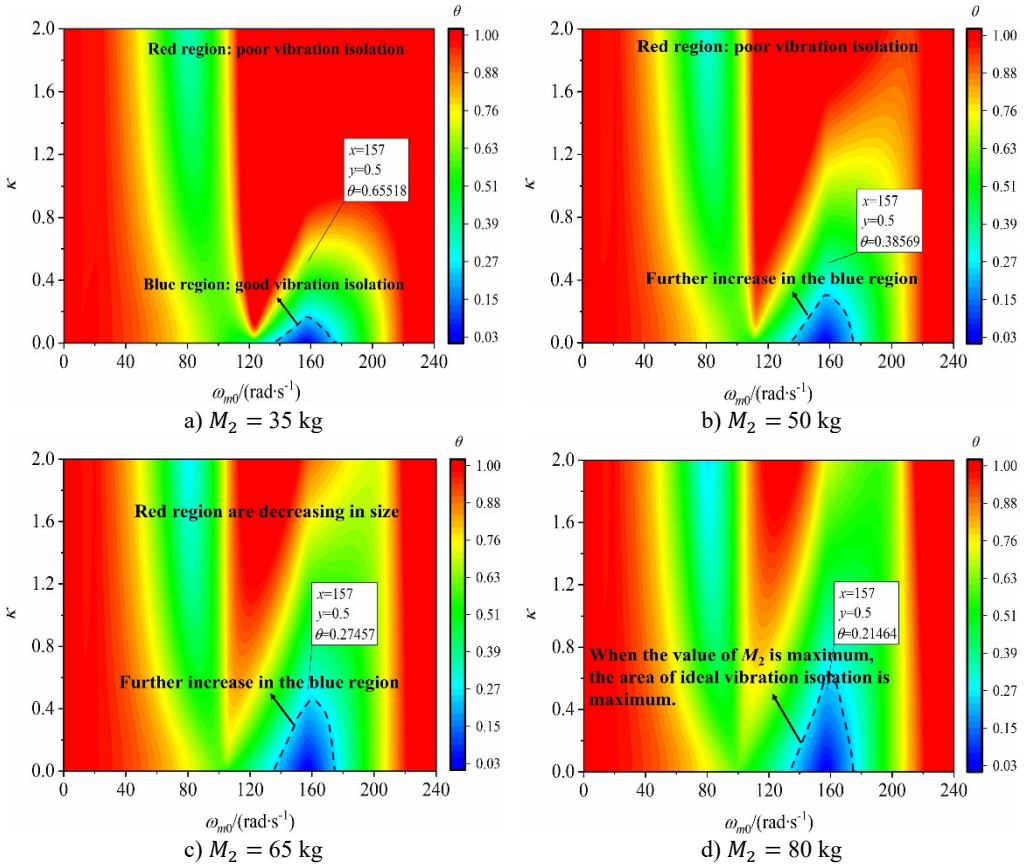 θ
2.0
1.6
1.2
0.8
0.4
0.0
κ
Red region: poor vibration isolation
x=157
y=0.5
θ=0.65518
Blue region: good vibration isolation
0 40 80 120 160 200 240
ω_{m0}/(rad·s⁻¹)
1.00
0.88
0.76
0.63
0.51
0.39
0.27
0.15
0.03
a) M₂ = 35 kg
θ
2.0
1.6
1.2
0.8
0.4
0.0
κ
Red region: poor vibration isolation
x=157
y=0.5
θ=0.38569
Further increase in the blue region
0 40 80 120 160 200 240
ω_{m0}/(rad·s⁻¹)
1.00
0.88
0.76
0.63
0.51
0.39
0.27
0.15
0.03
b) M₂ = 50 kg
θ
2.0
1.6
1.2
0.8
0.4
0.0
κ
Red region are decreasing in size
x=157
y=0.5
θ=0.27457
Further increase in the blue region
0 40 80 120 160 200 240
ω_{m0}/(rad·s⁻¹)
1.00
0.88
0.76
0.63
0.51
0.39
0.27
0.15
0.03
c) M₂ = 65 kg
θ
2.0
1.6
1.2
0.8
0.4
0.0
κ
x=157
y=0.5
θ=0.21464
When the value of M₂ is maximum,
the area of ideal vibration isolation is
maximum.
0 40 80 120 160 200 240
ω_{m0}/(rad·s⁻¹)
1.00
0.88
0.76
0.63
0.51
0.39
0.27
0.15
0.03
d) M₂ = 80 kg